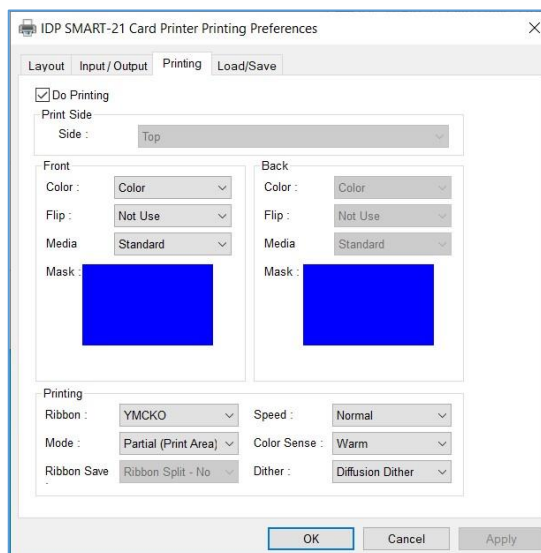 IDP SMART-21 Card Printer Printing Preferences
Layout Input / Output Printing Load/Save
Do Printing
Print Side
Side : Top
Front Back
Color : Color Color : Color
Flip : Not Use Flip : Not Use
Media Standard Media Standard
Mask : Mask :
Printing
Ribbon : YMCKO Speed : Normal
Mode : Partial (Print Area) Color Sense : Warm
Ribbon Save Ribbon Split - No Dither : Diffusion Dither
OK Cancel Apply